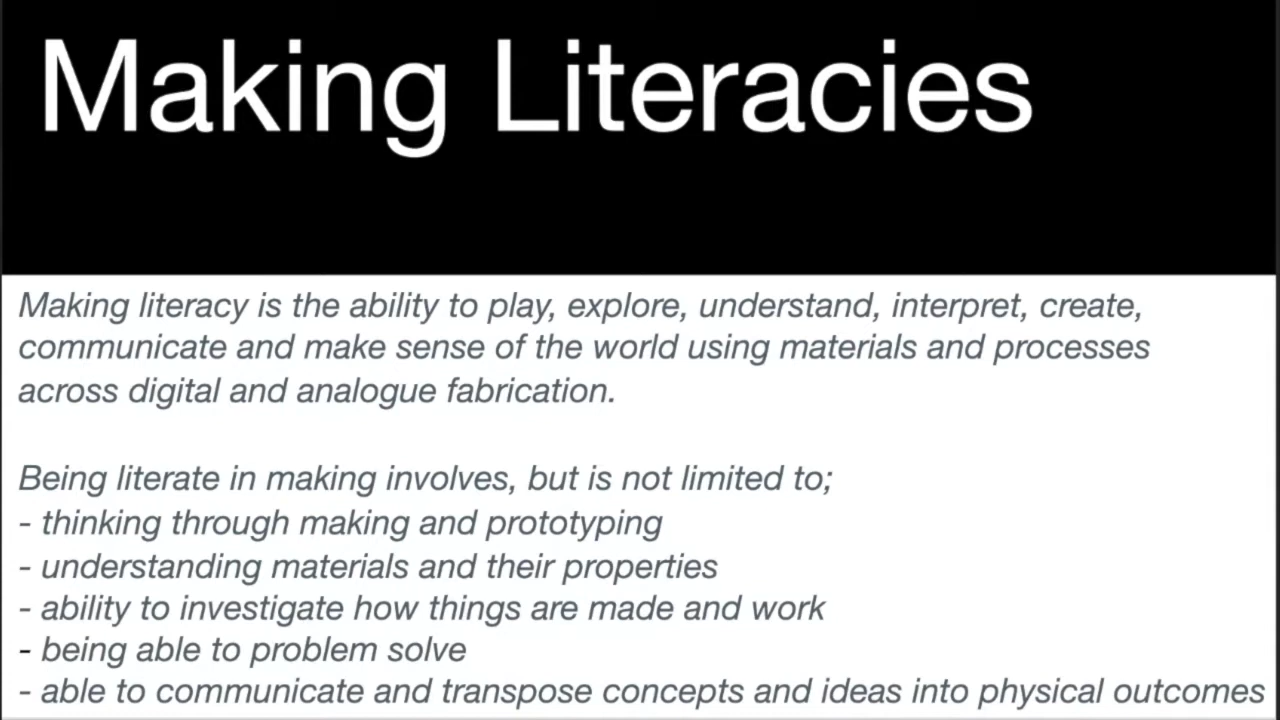 Making Literacies
Making literacy is the ability to play, explore, understand, interpret, create,
communicate and make sense of the world using materials and processes
across digital and analogue fabrication.
Being literate in making involves, but is not limited to;
- thinking through making and prototyping
- understanding materials and their properties
- ability to investigate how things are made and work
- being able to problem solve
- able to communicate and transpose concepts and ideas into physical outcomes